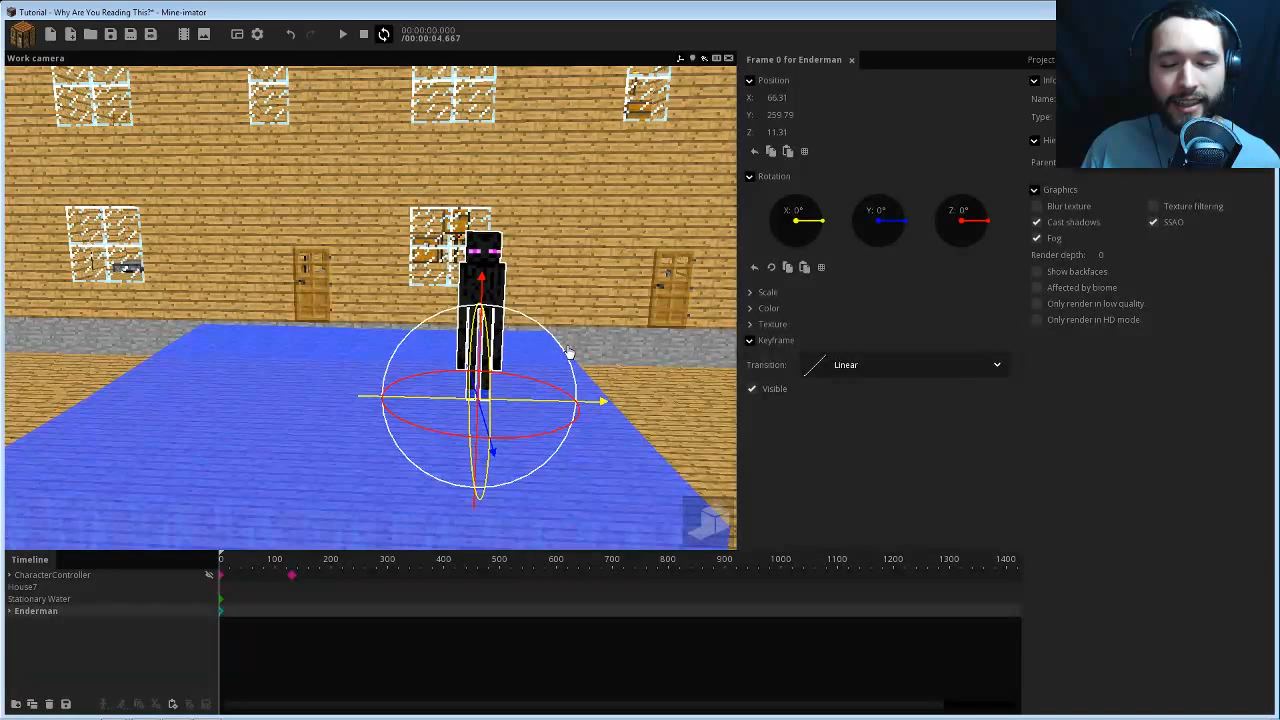 Tutorial - Why Are You Reading This?* - Mine-imator
00:00:00.000
/00:00:04.667
Work camera
Frame 0 for Enderman
Position
X: 66.31
Y: 259.79
Z: 11.31
Rotation
X: 0° Y: 0° Z: 0°
Scale
Color
Texture
Keyframe
Transition: Linear
Visible
Project
Info
Name:
Type:
Hie
Parent
Graphics
Blur texture Texture filtering
Cast shadows SSAO
Fog
Render depth: 0
Show backfaces
Affected by biome
Only render in low quality
Only render in HD mode
Timeline
0 100 200 300 400 500 600 700 800 900 1000 1100 1200 1300 1400
CharacterController
House7
Stationary Water
Enderman